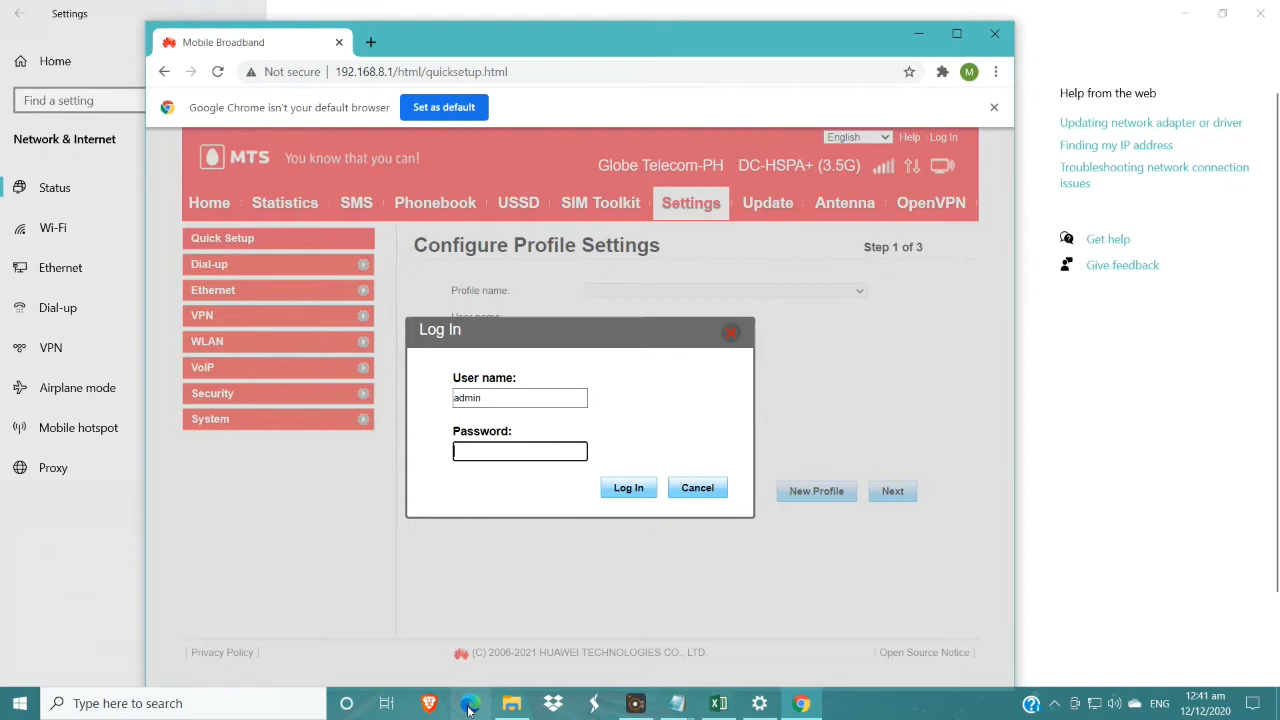 Settings
Mobile Broadband
Home
Not secure
192.168.8.1/html/quicksetup.html
M
Find a setting
Google Chrome isn't your default browser
Set as default
Help from the web
Updating network adapter or driver
Finding my IP address
Troubleshooting network connection
issues
Get help
Give feedback
Network & Internet
Status
Wi-Fi
Ethernet
Dial-up
VPN
Airplane mode
Mobile hotspot
Proxy
English
Help
Log In
MTS
You know that you can!
Globe Telecom-PH
DC-HSPA+ (3.5G)
Home
Statistics
SMS
Phonebook
USSD
SIM Toolkit
Settings
Update
Antenna
OpenVPN
Quick Setup
Dial-up
Ethernet
VPN
WLAN
VoIP
Security
System
Configure Profile Settings
Step 1 of 3
Profile name:
User name:
Log In
User name:
admin
Password:
Log In
Cancel
New Profile
Next
Privacy Policy
(C) 2006-2021 HUAWEI TECHNOLOGIES CO., LTD.
Open Source Notice
Type here to search
ENG
12:41 am
12/12/2020